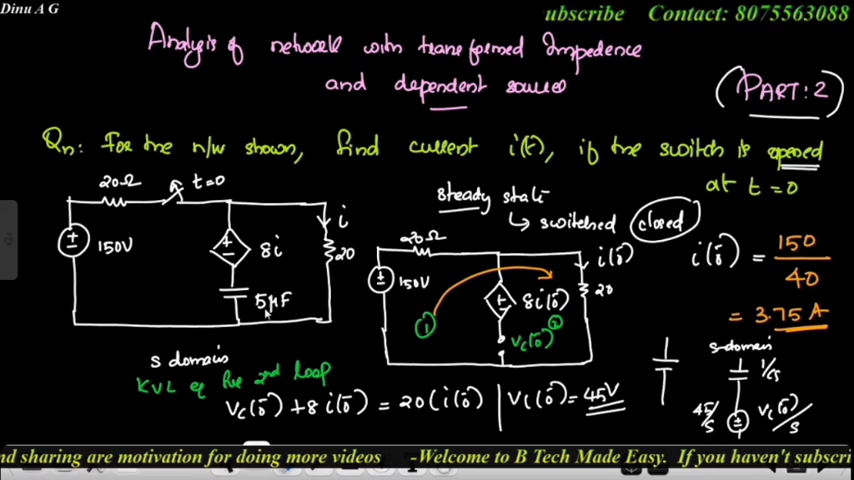 Dinu A G
ubscribe Contact: 8075563088
Analysis of network with transformed Impedence
and dependent source
(PART:2)
Qn: For the n/w shown, find current i(t), if the switch is opened
at t=0
20Ω t=0
150V
8i
i
20
5μF
steady state
↳ switched closed
20Ω
150V
8i(0⁻)
i(0⁻)
20
①
Vc(0⁻) ②
i(0⁻) = 150/40
= 3.75 A
s domain
KVL eq for 2nd loop
Vc(0⁻) + 8i(0⁻) = 20(i(0⁻) | Vc(0⁻) = 45V
s-domain
1/cs
45/s Vc(0⁻)/s
nd sharing are motivation for doing more videos -Welcome to B Tech Made Easy. If you haven't subscri